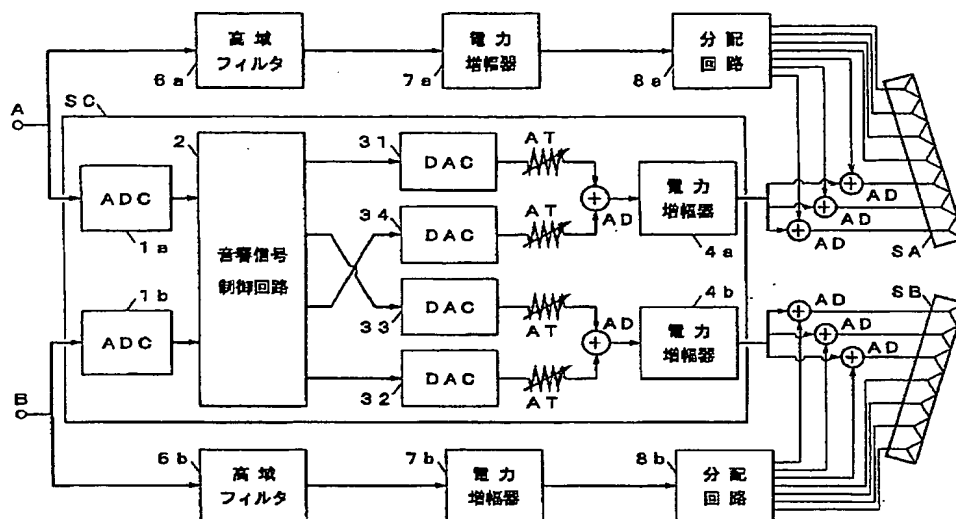 高域
フィルタ
6a
電力
増幅器
7a
分配
回路
8a
A
SC
2
31
DAC
AT
ADC
1a
音響信号
制御回路
34
DAC
AT
AD
電力
増幅器
4a
AD
AD
AD
SA
1b
ADC
33
DAC
AT
AD
4b
電力
増幅器
AD
AD
AD
SB
32
DAC
AT
B
6b
高域
フィルタ
7b
電力
増幅器
8b
分配
回路